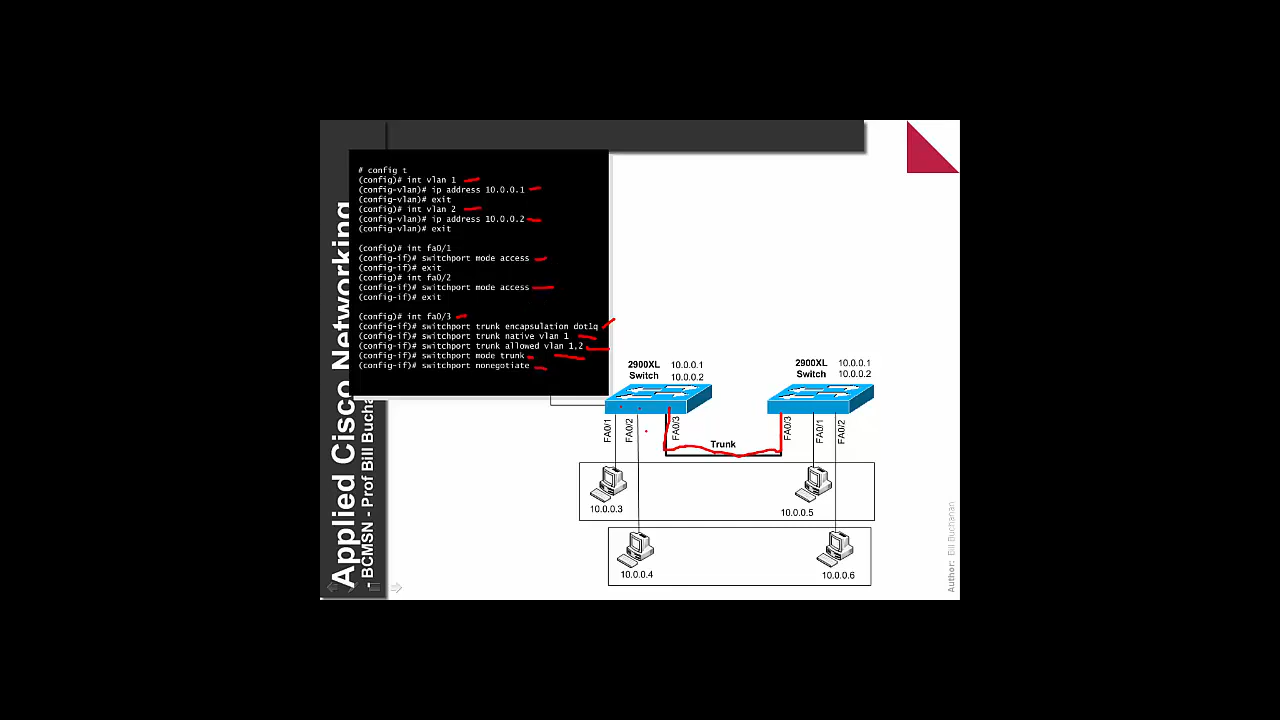 # config t
(config)# int vlan 1
(config-vlan)# ip address 10.0.0.1
(config-vlan)# exit
(config)# int vlan 2
(config-vlan)# ip address 10.0.0.2
(config-vlan)# exit
(config)# int fa0/1
(config-if)# switchport mode access
(config-if)# exit
(config)# int fa0/2
(config-if)# switchport mode access
(config-if)# exit
(config)# int fa0/3
(config-if)# switchport trunk encapsulation dot1q
(config-if)# switchport trunk native vlan 1
(config-if)# switchport trunk allowed vlan 1,2
(config-if)# switchport mode trunk
(config-if)# switchport nonegotiate
Applied Cisco Networking
- BCMSN - Prof Bill Bucha
2900XL
Switch
10.0.0.1
10.0.0.2
2900XL
Switch
10.0.0.1
10.0.0.2
FA0/1
FA0/2
FA0/3
Trunk
FA0/3
FA0/1
FA0/2
10.0.0.3
10.0.0.5
10.0.0.4
10.0.0.6
Author: Bill Buchanan